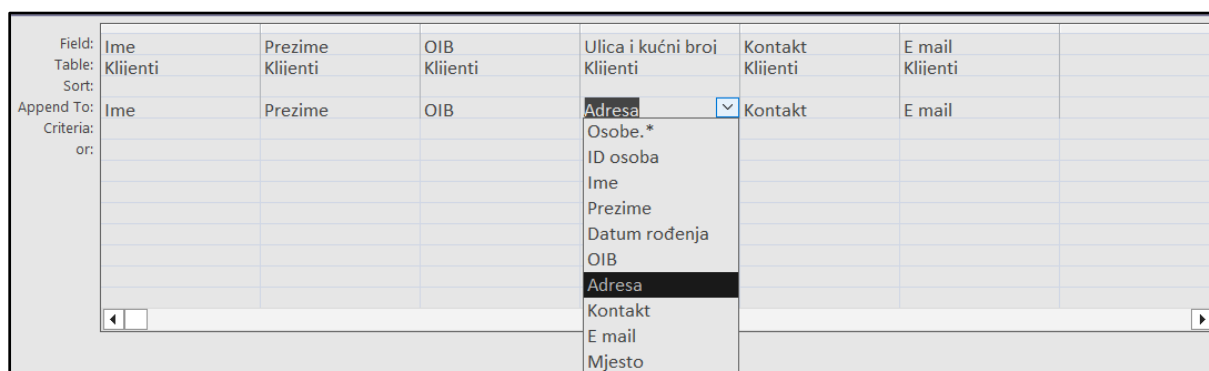 Field: Ime Prezime OIB Ulica i kućni broj Kontakt E mail
Table: Klijenti Klijenti Klijenti Klijenti Klijenti Klijenti
Sort:
Append To: Ime Prezime OIB Adresa Kontakt E mail
Criteria:
or:
Osobe.*
ID osoba
Ime
Prezime
Datum rođenja
OIB
Adresa
Kontakt
E mail
Mjesto